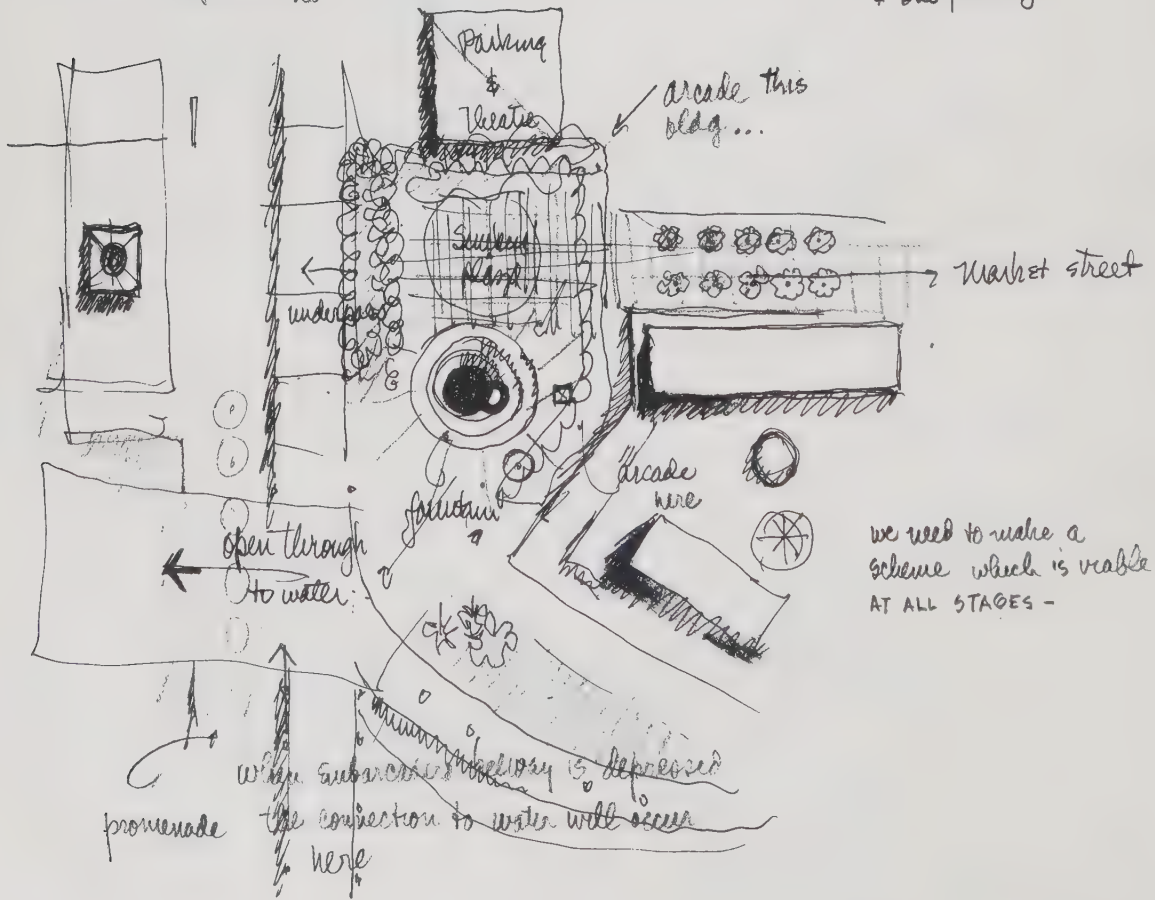 Parking
&
Theatre
arcade this
bldg...
Sunken
plaza
Market street
underpass
fountain
arcade
here
open through
to water
we need to make a
scheme which is viable
AT ALL STAGES -
when Embarcadero freeway is depressed
the connection to water will occur
here
promenade